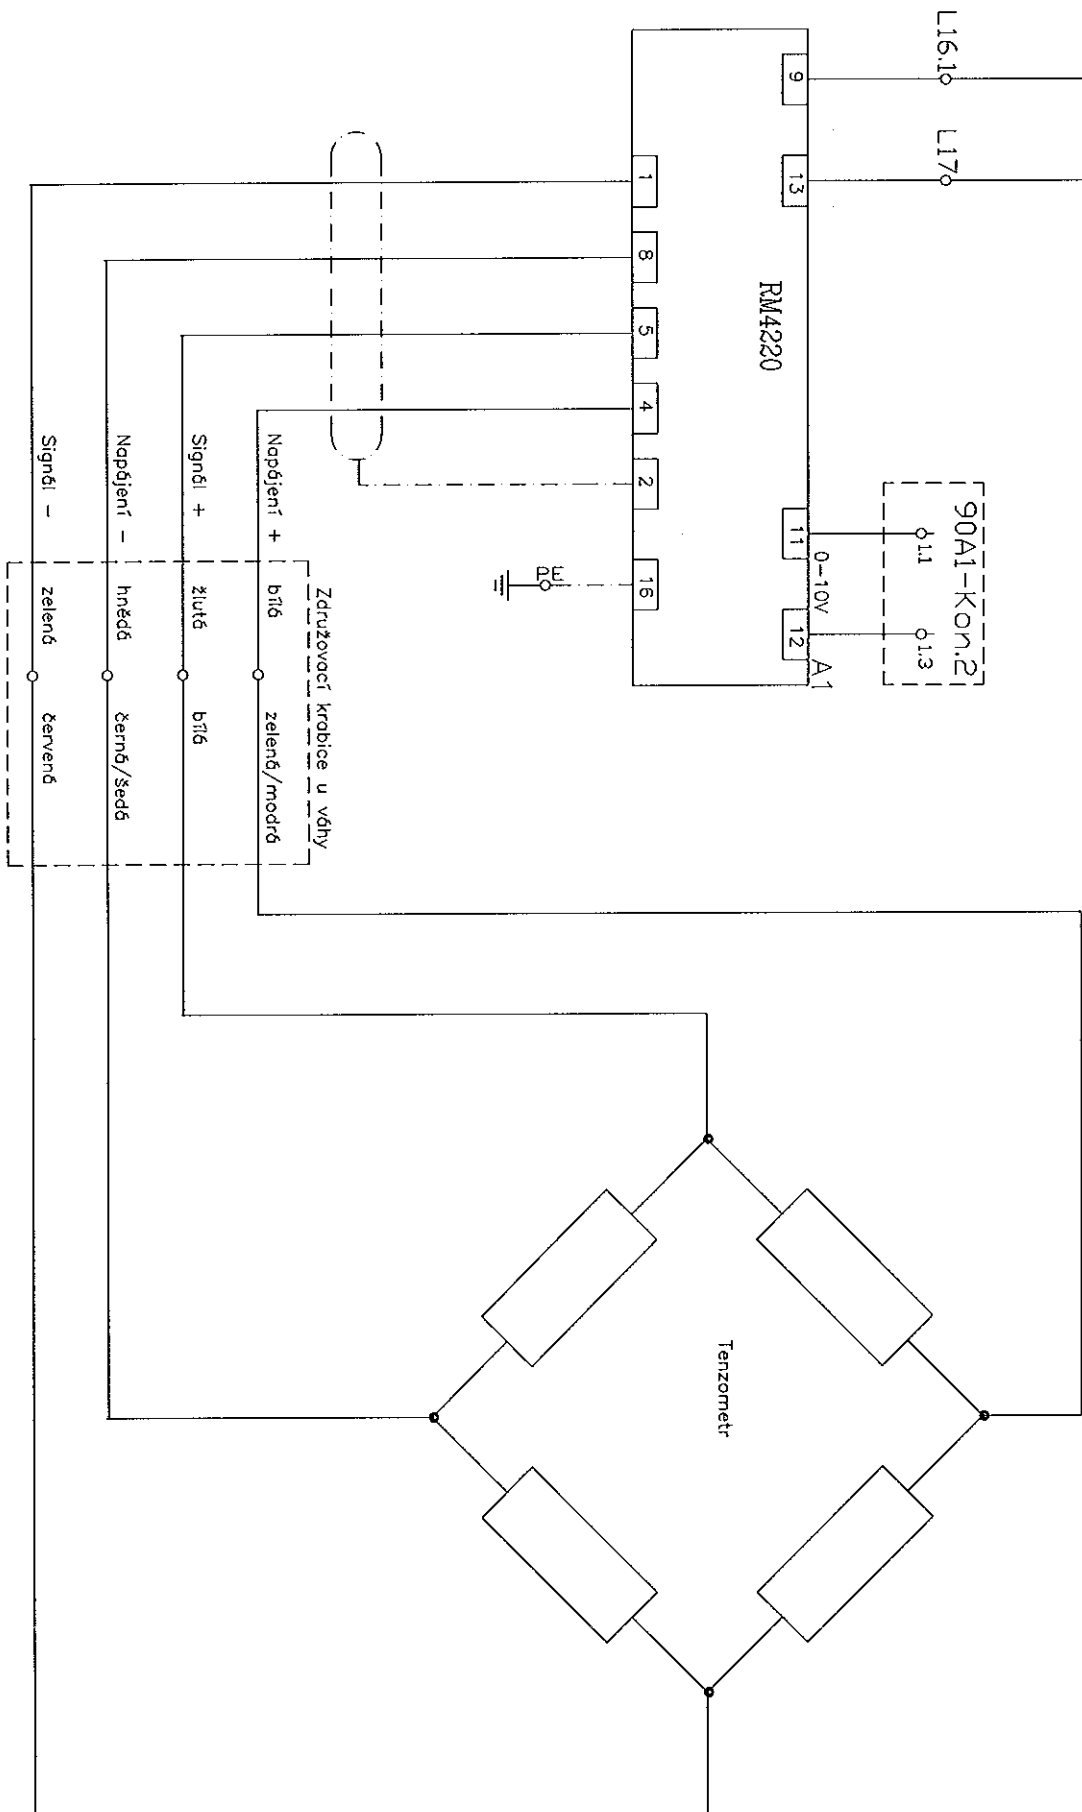 L16.1
L17
9
13
RM4220
90A1-Kon.2
1.1
1.3
11
0-10V
12
A1
1
8
5
4
2
16
PE
Napájení +
Signál +
Napájení -
Signál -
Združovací krabice u váhy
bílá
zelená/modrá
žlutá
bílá
hnědá
černá/šedá
zelená
červená
Tenzometr